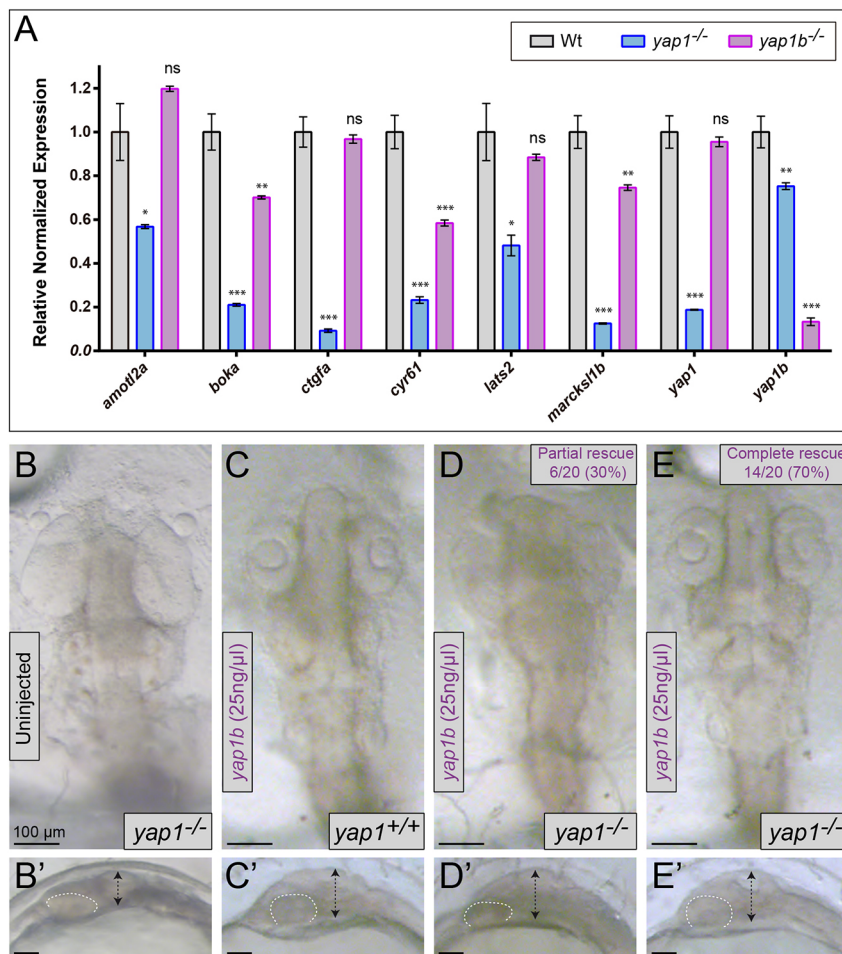 A
Wt yap1-/- yap1b-/-
Relative Normalized Expression
1.2
1.0
0.8
0.6
0.4
0.2
0.0
* ns
*** **
*** ns
*** ***
* ns
*** **
*** ns
** ***
amotl2a boka ctgfa cyr61 lats2 marcksl1b yap1 yap1b
B C D E
Partial rescue
6/20 (30%)
Complete rescue
14/20 (70%)
Uninjected
yap1b (25ng/µl)
yap1b (25ng/µl)
yap1b (25ng/µl)
100 µm
yap1-/- yap1+/+ yap1-/- yap1-/-
B' C' D' E'